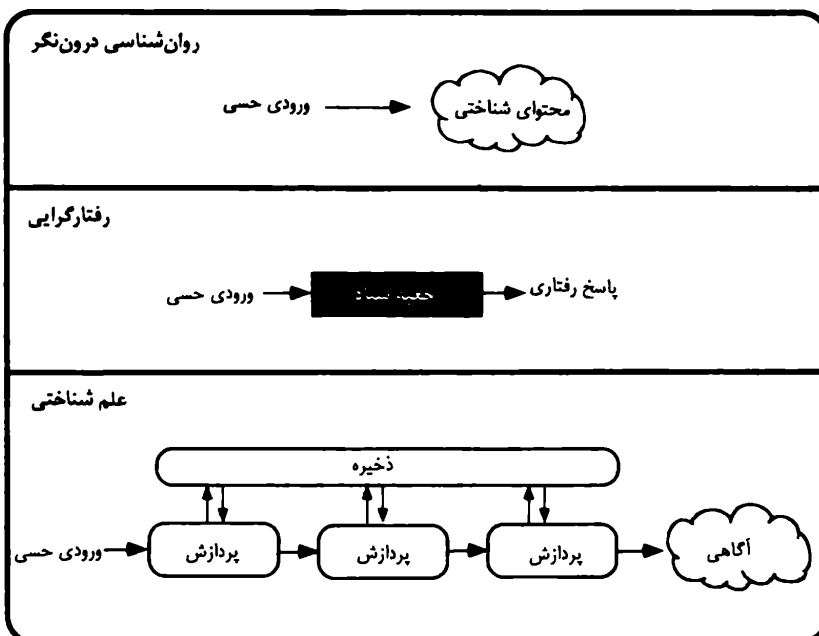 روان‌شناسی درون‌نگر
ورودی حسی
محتوای شناختی
رفتارگرایی
ورودی حسی
پاسخ رفتاری
علم شناختی
ذخیره
ورودی حسی
پردازش
پردازش
پردازش
آگاهی